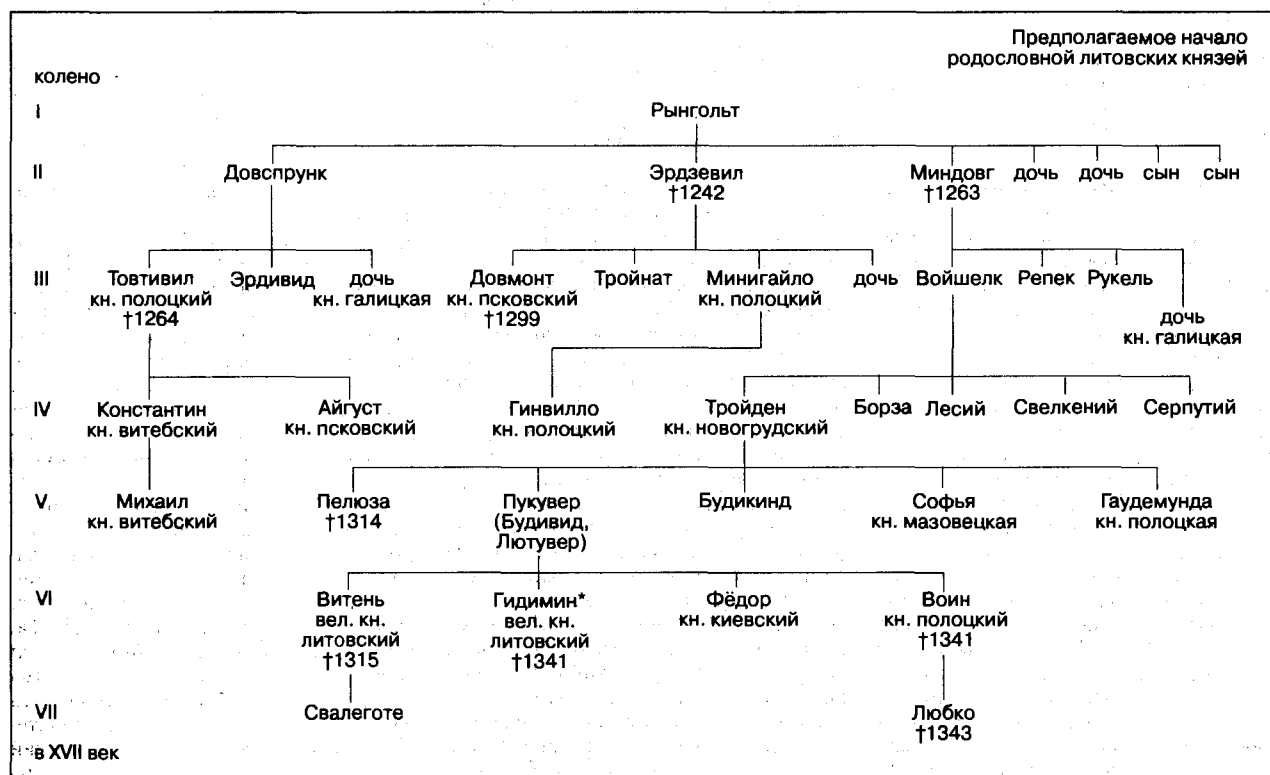 Предполагаемое начало
родословной литовских князей
колено
I
Рынгольт
II Довспрунк Эрдзевил Миндовг дочь дочь сын сын
†1242 †1263
III Товтивил Эрдивид дочь Довмонт Тройнат Минигайло дочь Войшелк Репек Рукель
кн. полоцкий кн. галицкая кн. псковский кн. полоцкий
†1264 †1299
дочь
кн. галицкая
IV Константин Айгуст Гинвилло Тройден Борза Лесий Свелкений Серпутий
кн. витебский кн. псковский кн. полоцкий кн. новогрудский
V Михаил Пелюза Пукувер Будикинд Софья Гаудемунда
кн. витебский †1314 (Будивид, кн. мазовецкая кн. полоцкая
Лютувер)
VI Витень Гидимин* Фёдор Воин
вел. кн. вел. кн. кн. киевский кн. полоцкий
литовский литовский †1341
†1315 †1341
VII Свалеготе Любко
†1343
в XVII век